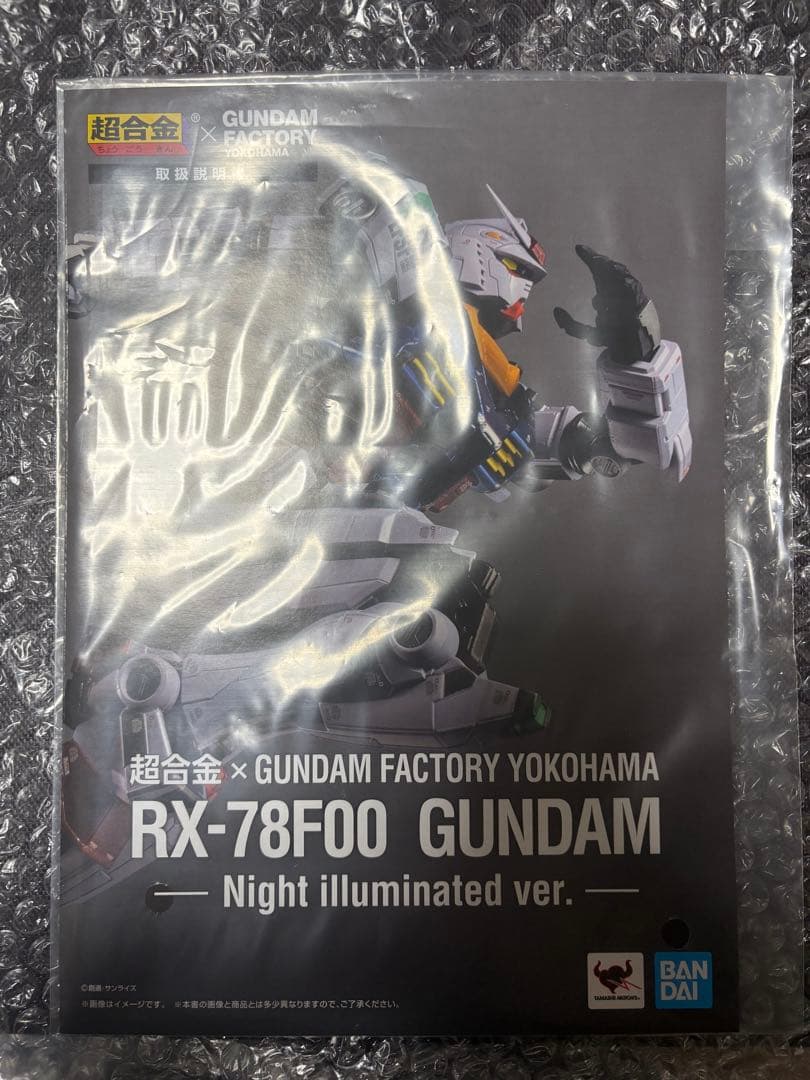 超合金®
ちょうごうきん
×
GUNDAM
FACTORY
YOKOHAMA
取扱説明
超合金×GUNDAM FACTORY YOKOHAMA
RX-78F00 GUNDAM
Night illuminated ver.
TAMASHII NATIONS
BAN
DAI
©創通・サンライズ
※画像はイメージです。 ※本書の画像と商品とは多少異なりますので、ご了承ください。